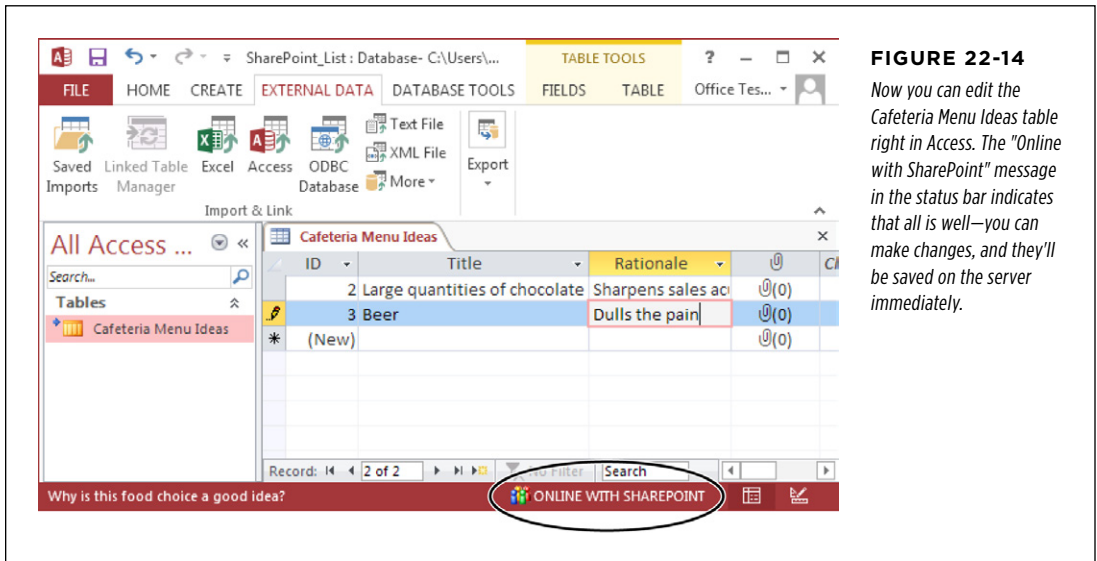 SharePoint_List : Database- C:\Users\...
TABLE TOOLS
?
FILE HOME CREATE EXTERNAL DATA DATABASE TOOLS FIELDS TABLE Office Tes...
Saved Imports
Linked Table Manager
Excel
Access
ODBC Database
Text File
XML File
More
Export
Import & Link
All Access ...
Search...
Tables
Cafeteria Menu Ideas
Cafeteria Menu Ideas
ID Title Rationale
2 Large quantities of chocolate Sharpens sales (0)
3 Beer Dulls the pain (0)
(New) (0)
Record: 2 of 2 No Filter Search
Why is this food choice a good idea?
ONLINE WITH SHAREPOINT
FIGURE 22-14
Now you can edit the
Cafeteria Menu Ideas table
right in Access. The "Online
with SharePoint" message
in the status bar indicates
that all is well—you can
make changes, and they'll
be saved on the server
immediately.